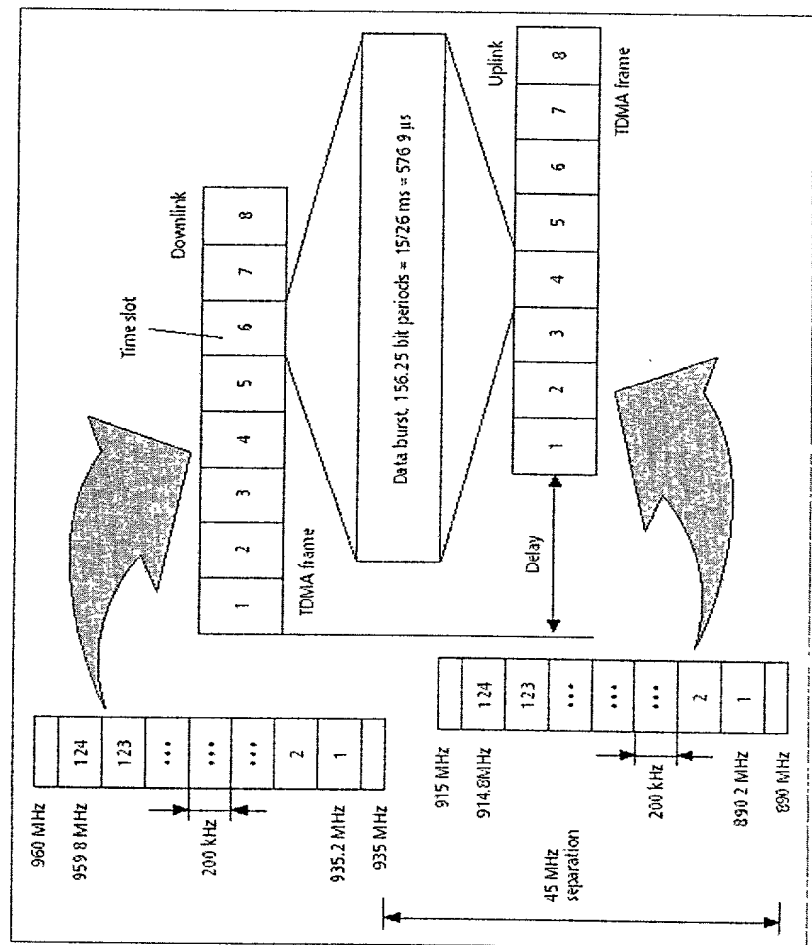 960 MHz
959 8 MHz
200 kHz
935.2 MHz
935 MHz
124
123
•••
•••
•••
2
1
45 MHz
separation
915 MHz
914.8MHz
200 kHz
890 2 MHz
890 MHz
124
123
•••
•••
•••
2
1
Time slot
Downlink
1 2 3 4 5 6 7 8
TDMA frame
Data burst, 156.25 bit periods = 15/26 ms = 576 9 μs
Delay
Uplink
1 2 3 4 5 6 7 8
TDMA frame